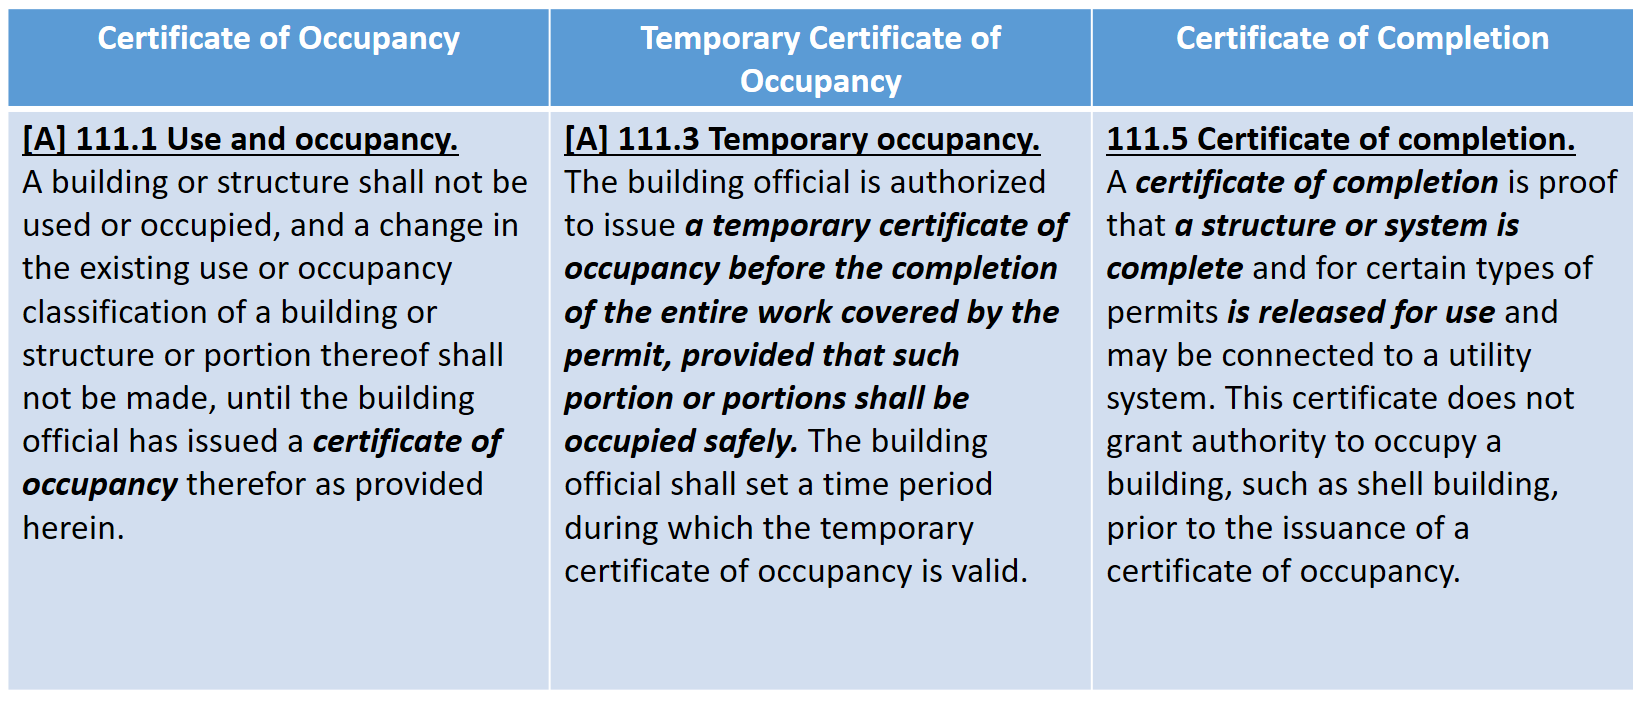 Certificate of Occupancy
Temporary Certificate of
Occupancy
Certificate of Completion
[A] 111.1 Use and occupancy.
A building or structure shall not be
used or occupied, and a change in
the existing use or occupancy
classification of a building or
structure or portion thereof shall
not be made, until the building
official has issued a certificate of
occupancy therefor as provided
herein.
[A] 111.3 Temporary occupancy.
The building official is authorized
to issue a temporary certificate of
occupancy before the completion
of the entire work covered by the
permit, provided that such
portion or portions shall be
occupied safely. The building
official shall set a time period
during which the temporary
certificate of occupancy is valid.
111.5 Certificate of completion.
A certificate of completion is proof
that a structure or system is
complete and for certain types of
permits is released for use and
may be connected to a utility
system. This certificate does not
grant authority to occupy a
building, such as shell building,
prior to the issuance of a
certificate of occupancy.